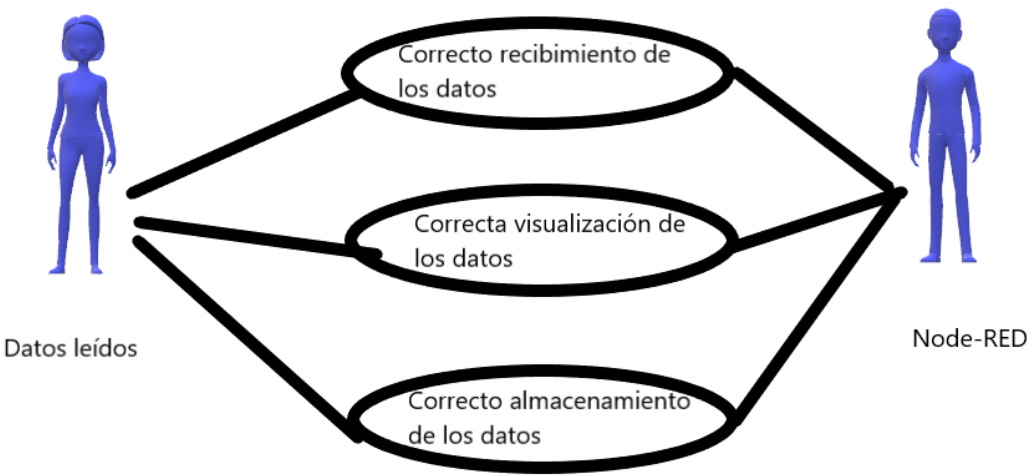 Correcto recibimiento de
los datos
Correcta visualización de
los datos
Datos leídos
Node-RED
Correcto almacenamiento
de los datos